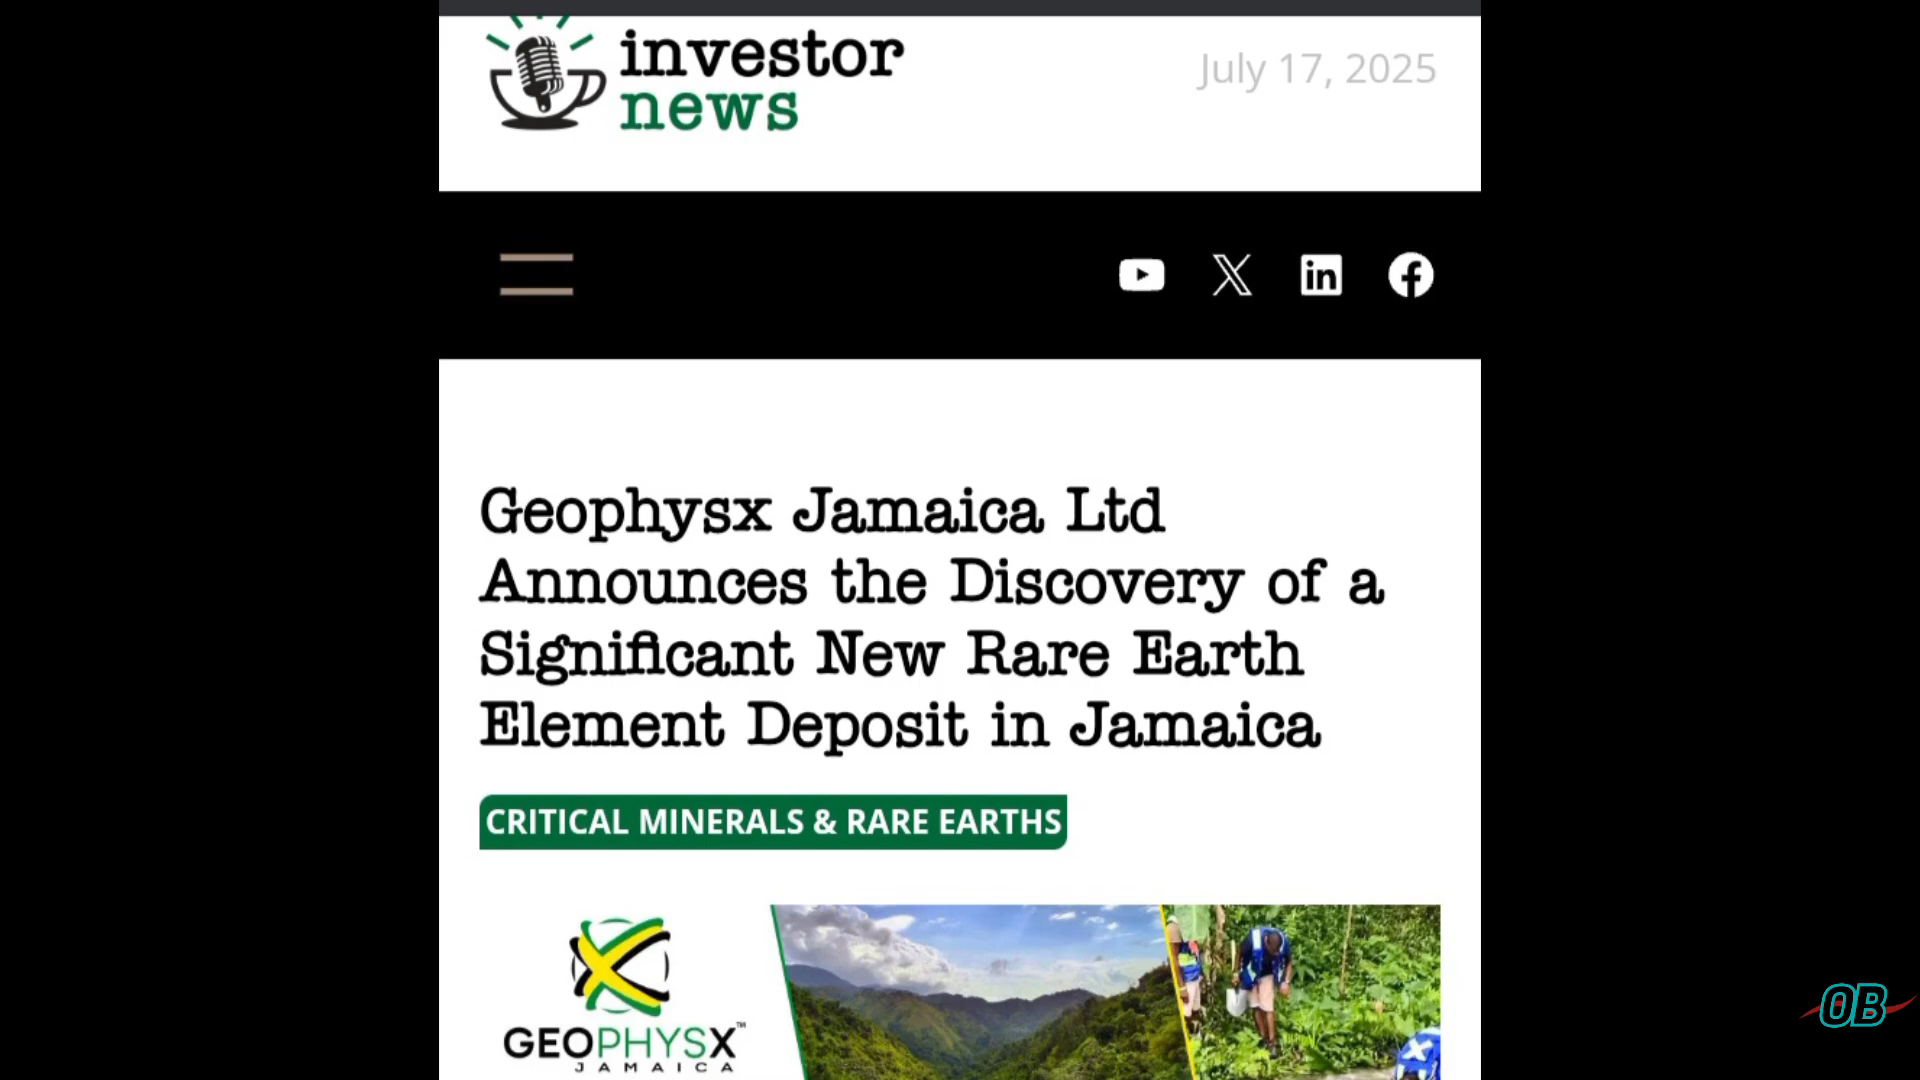 investor
news
July 17, 2025
Geophysx Jamaica Ltd
Announces the Discovery of a
Significant New Rare Earth
Element Deposit in Jamaica
CRITICAL MINERALS & RARE EARTHS
GEOPHYSX™
JAMAICA
OB